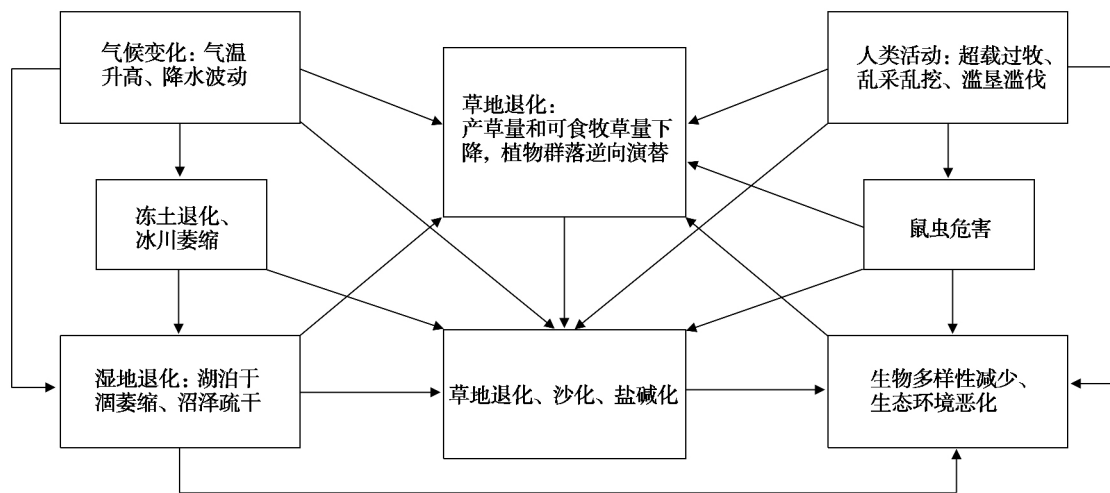 气候变化：气温
升高、降水波动
草地退化：
产草量和可食牧草量下
降，植物群落逆向演替
人类活动：超载过牧、
乱采乱挖、滥垦滥伐
冻土退化、
冰川萎缩
鼠虫危害
湿地退化：湖泊干
涸萎缩、沼泽疏干
草地退化、沙化、盐碱化
生物多样性减少、
生态环境恶化